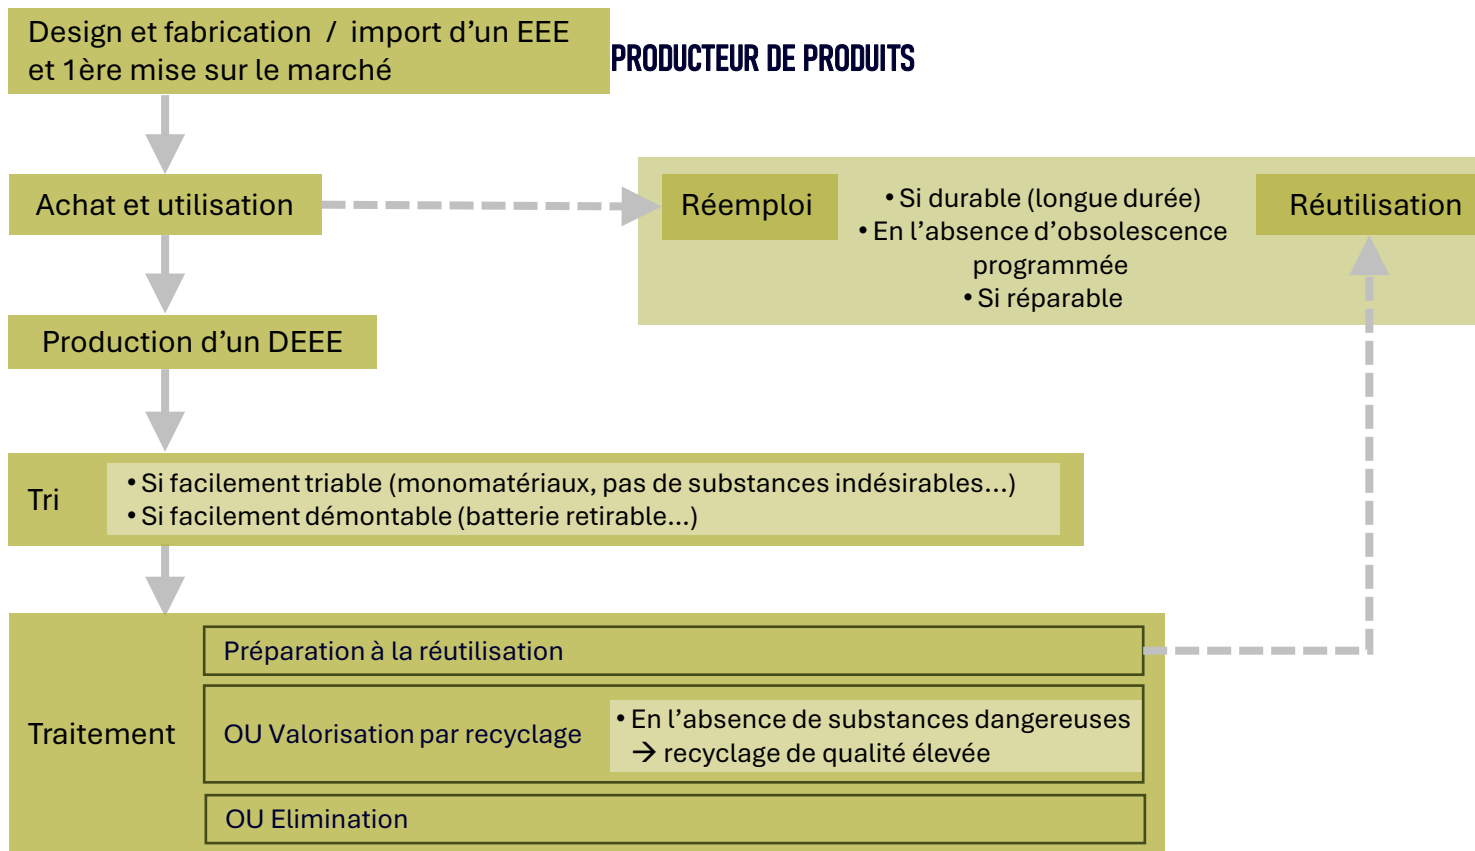 Design et fabrication / import d’un EEE
et 1ère mise sur le marché
PRODUCTEUR DE PRODUITS
Achat et utilisation
Réemploi
• Si durable (longue durée)
• En l’absence d’obsolescence
programmée
• Si réparable
Réutilisation
Production d’un DEEE
Tri
• Si facilement triable (monomatériaux, pas de substances indésirables...)
• Si facilement démontable (batterie retirable...)
Traitement
Préparation à la réutilisation
OU Valorisation par recyclage
• En l’absence de substances dangereuses
→ recyclage de qualité élevée
OU Elimination